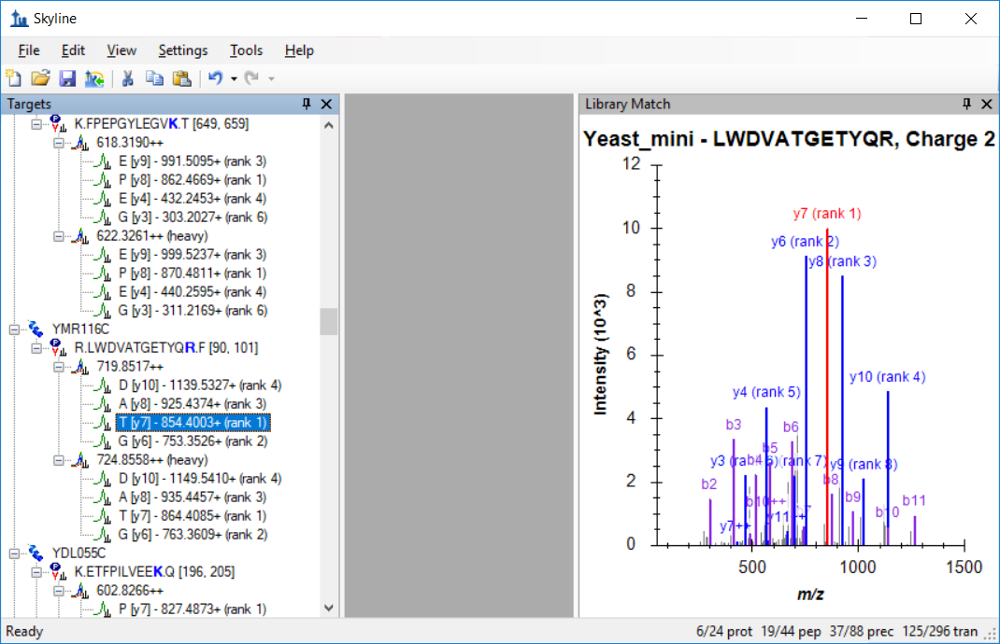 Skyline
File Edit View Settings Tools Help
Targets
K.FPEPGYLEGVK.T [649, 659]
618.3190++
E [y9] - 991.5095+ (rank 3)
P [y8] - 862.4669+ (rank 1)
E [y4] - 432.2453+ (rank 4)
G [y3] - 303.2027+ (rank 6)
622.3261++ (heavy)
E [y9] - 999.5237+ (rank 3)
P [y8] - 870.4811+ (rank 1)
E [y4] - 440.2595+ (rank 4)
G [y3] - 311.2169+ (rank 6)
YMR116C
R.LWDVATGETYQR.F [90, 101]
719.8517++
D [y10] - 1139.5327+ (rank 4)
A [y8] - 925.4374+ (rank 3)
T [y7] - 854.4003+ (rank 1)
G [y6] - 753.3526+ (rank 2)
724.8558++ (heavy)
D [y10] - 1149.5410+ (rank 4)
A [y8] - 935.4457+ (rank 3)
T [y7] - 864.4085+ (rank 1)
G [y6] - 763.3609+ (rank 2)
YDL055C
K.ETFPILVEEK.Q [196, 205]
602.8266++
P [y7] - 827.4873+ (rank 1)
Library Match
Yeast_mini - LWDVATGETYQR, Charge 2
12
y7 (rank 1)
10
y6 (rank 2)
y8 (rank 3)
8
6
y10 (rank 4)
y4 (rank 5)
4
b3
b6
b5
y3 (rank 6)
(rank 7)
y9 (rank 8)
b4
2
b2
b8
b9
b10++
b10
b11
y11++
y7++
0
500
1000
1500
Intensity (10^3)
m/z
Ready
6/24 prot 19/44 pep 37/88 prec 125/296 tran